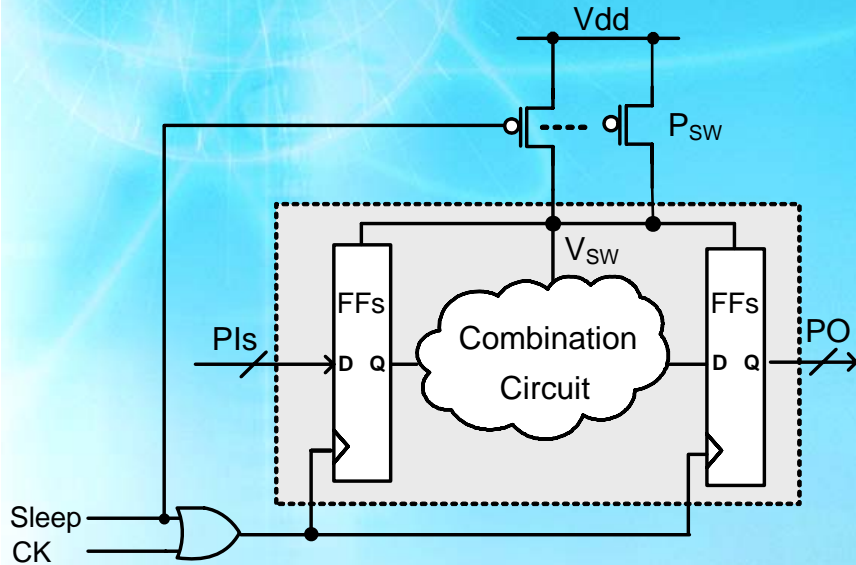 Vdd
PSW
VSW
FFs
FFs
PIs
PO
Combination
Circuit
D Q
D Q
Sleep
CK